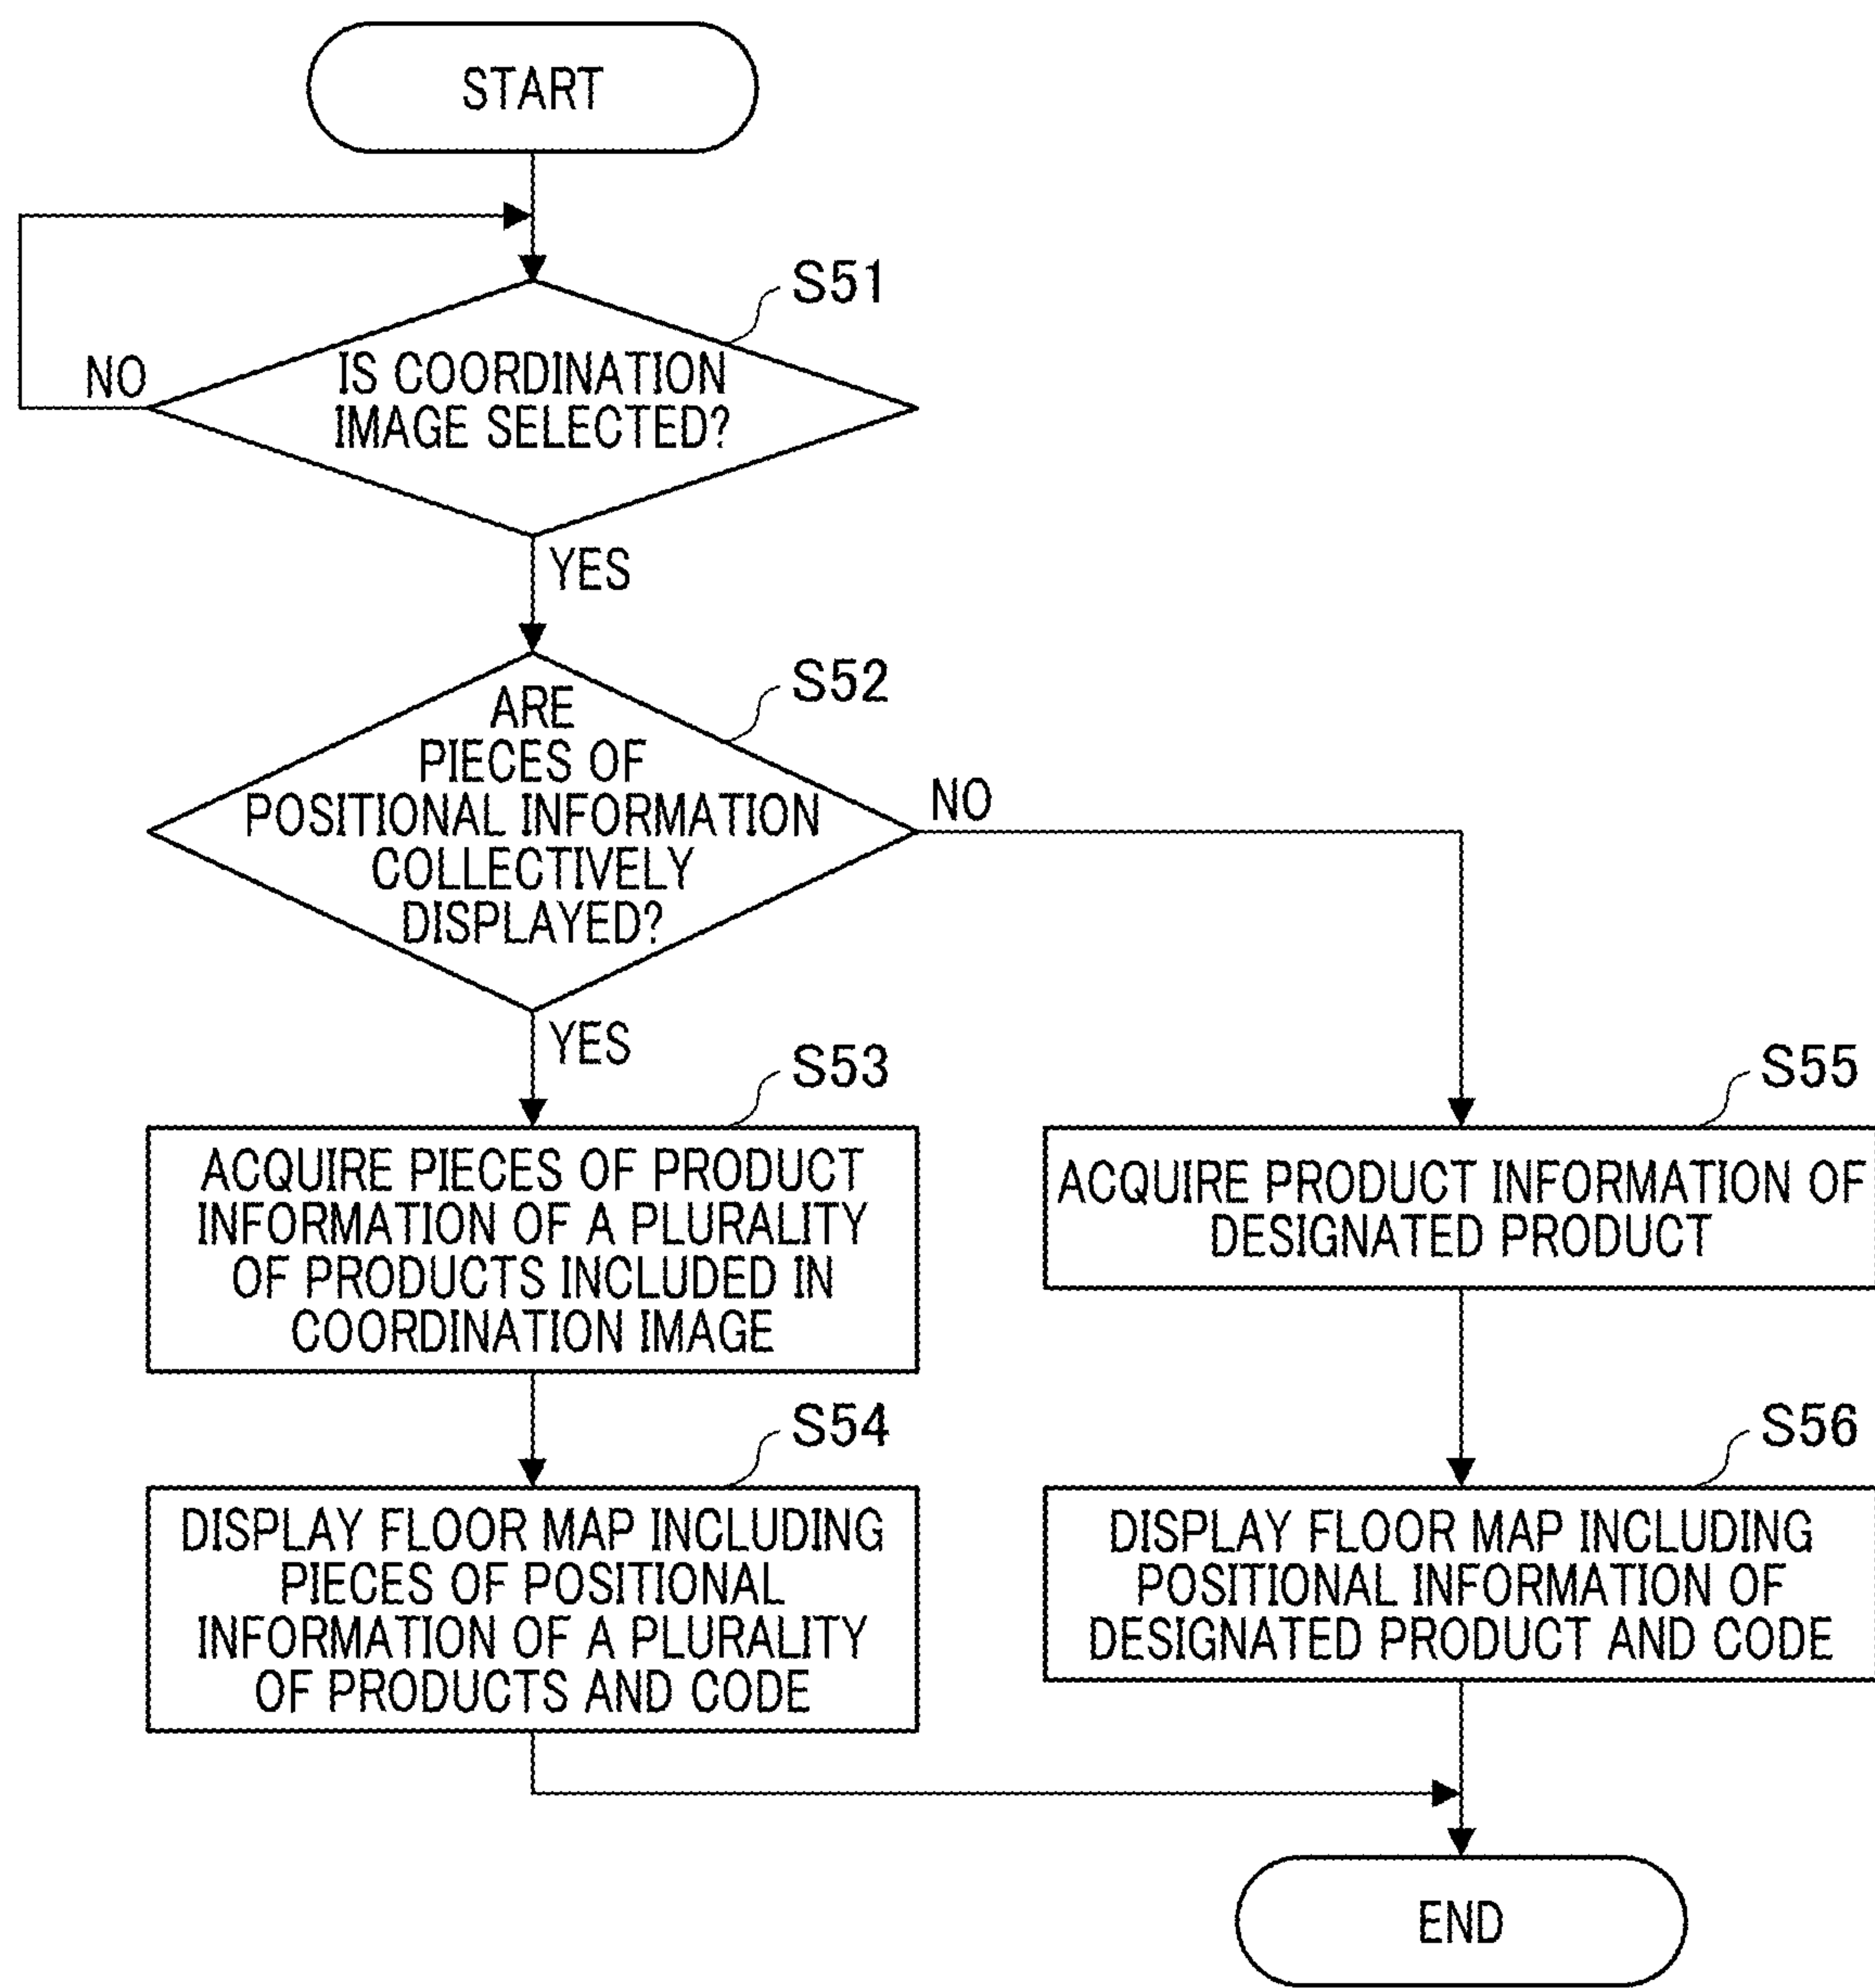 START
S51
NO
IS COORDINATION
IMAGE SELECTED?
YES
S52
ARE
PIECES OF
POSITIONAL INFORMATION
COLLECTIVELY
DISPLAYED?
NO
YES
S53
ACQUIRE PIECES OF PRODUCT
INFORMATION OF A PLURALITY
OF PRODUCTS INCLUDED IN
COORDINATION IMAGE
S55
ACQUIRE PRODUCT INFORMATION OF
DESIGNATED PRODUCT
S54
DISPLAY FLOOR MAP INCLUDING
PIECES OF POSITIONAL
INFORMATION OF A PLURALITY
OF PRODUCTS AND CODE
S56
DISPLAY FLOOR MAP INCLUDING
POSITIONAL INFORMATION OF
DESIGNATED PRODUCT AND CODE
END